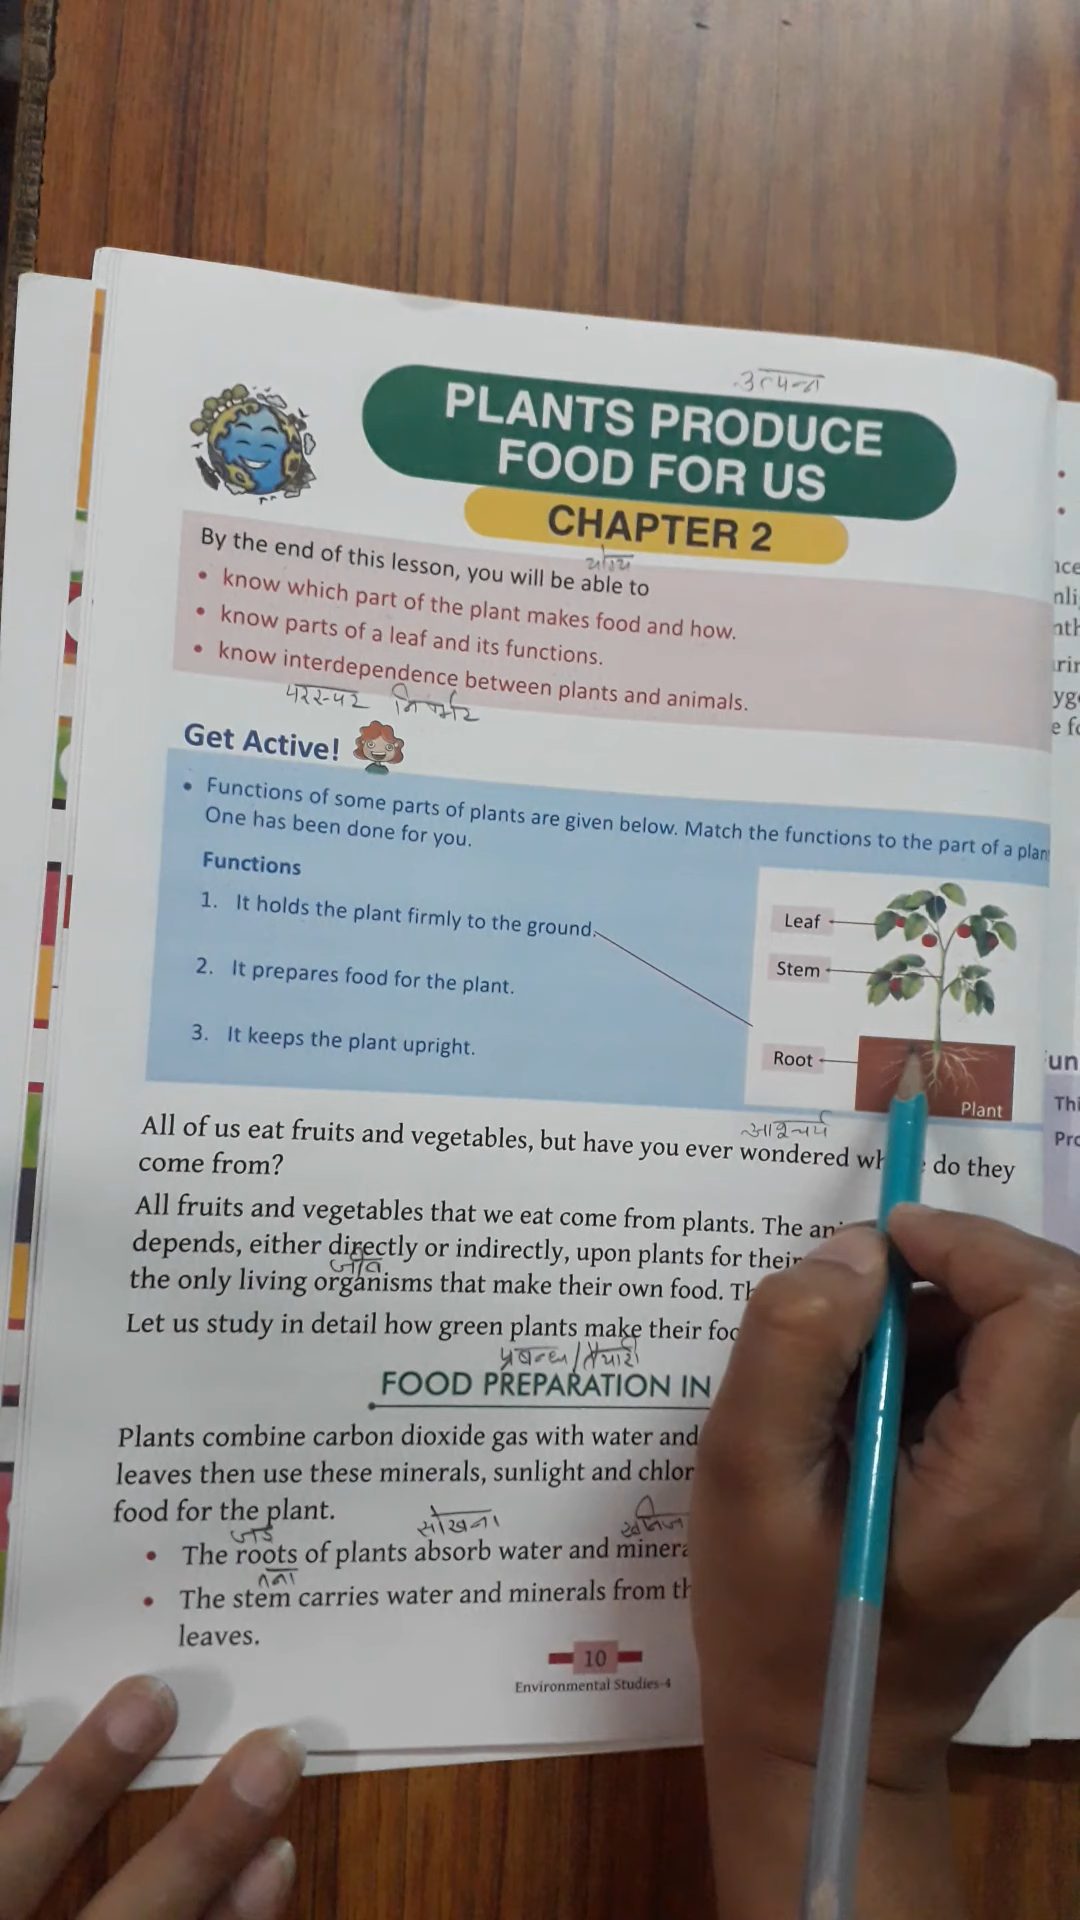 उत्पन्न
PLANTS PRODUCE
FOOD FOR US
CHAPTER 2
By the end of this lesson, you will be able to
योग्य
• know which part of the plant makes food and how.
• know parts of a leaf and its functions.
• know interdependence between plants and animals.
परस्पर निर्भर
Get Active!
• Functions of some parts of plants are given below. Match the functions to the part of a plan
One has been done for you.
Functions
1. It holds the plant firmly to the ground.
2. It prepares food for the plant.
3. It keeps the plant upright.
Leaf
Stem
Root
Plant
आश्चर्य
All of us eat fruits and vegetables, but have you ever wondered do they
come from?
All fruits and vegetables that we eat come from plants. The
depends, either directly or indirectly, upon plants for their
जीव
the only living organisms that make their own food.
Let us study in detail how green plants make their
प्रबन्ध/तैयारी
FOOD PREPARATION IN
Plants combine carbon dioxide gas with water and
leaves then use these minerals, sunlight and
food for the plant.
जड़ सोखना खनिज
• The roots of plants absorb water and
तना
• The stem carries water and minerals from
leaves.
10
Environmental Studies-4